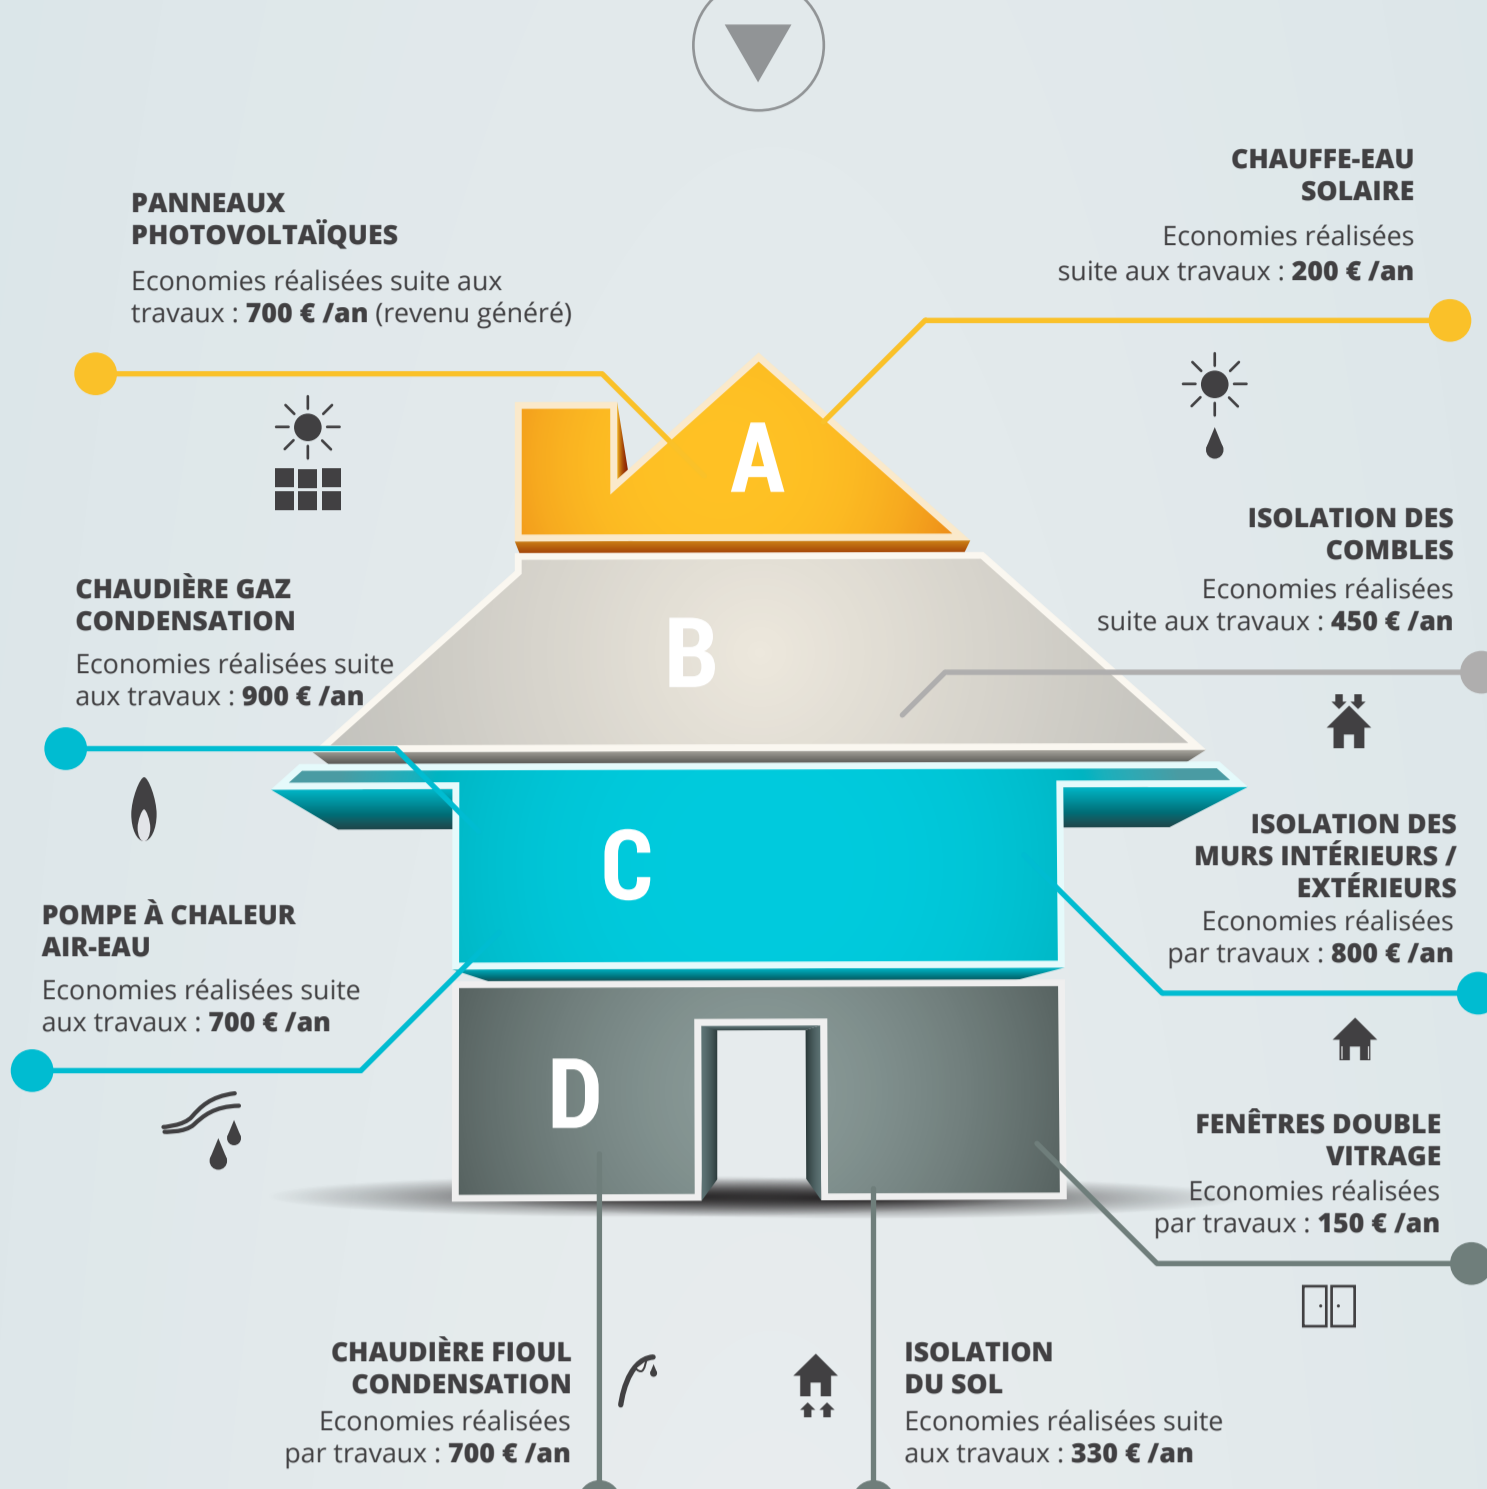 PANNEAUX
PHOTOVOLTAÏQUES
Economies réalisées suite aux
travaux : 700 € /an (revenu généré)
CHAUFFE-EAU
SOLAIRE
Economies réalisées
suite aux travaux : 200 € /an
A
ISOLATION DES
COMBLES
Economies réalisées
suite aux travaux : 450 € /an
CHAUDIÈRE GAZ
CONDENSATION
Economies réalisées suite
aux travaux : 900 € /an
B
ISOLATION DES
MURS INTÉRIEURS /
EXTÉRIEURS
Economies réalisées
par travaux : 800 € /an
C
POMPE À CHALEUR
AIR-EAU
Economies réalisées suite
aux travaux : 700 € /an
D
FENÊTRES DOUBLE
VITRAGE
Economies réalisées
par travaux : 150 € /an
CHAUDIÈRE FIOUL
CONDENSATION
Economies réalisées
par travaux : 700 € /an
ISOLATION
DU SOL
Economies réalisées suite
aux travaux : 330 € /an